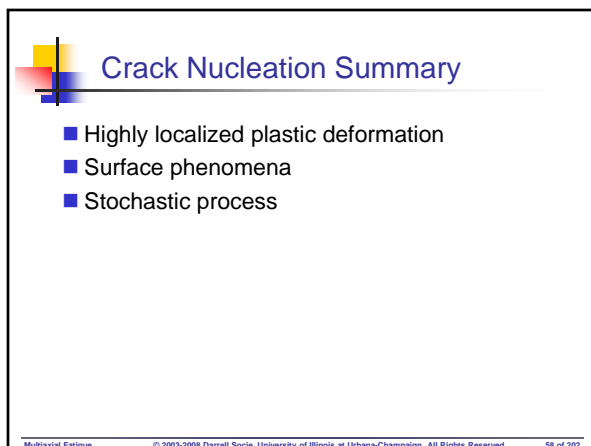 Crack Nucleation Summary
Highly localized plastic deformation
Surface phenomena
Stochastic process
Multiaxial Fatigue © 2003-2008 Darrell Socie, University of Illinois at Urbana-Champaign, All Rights Reserved 58 of 202